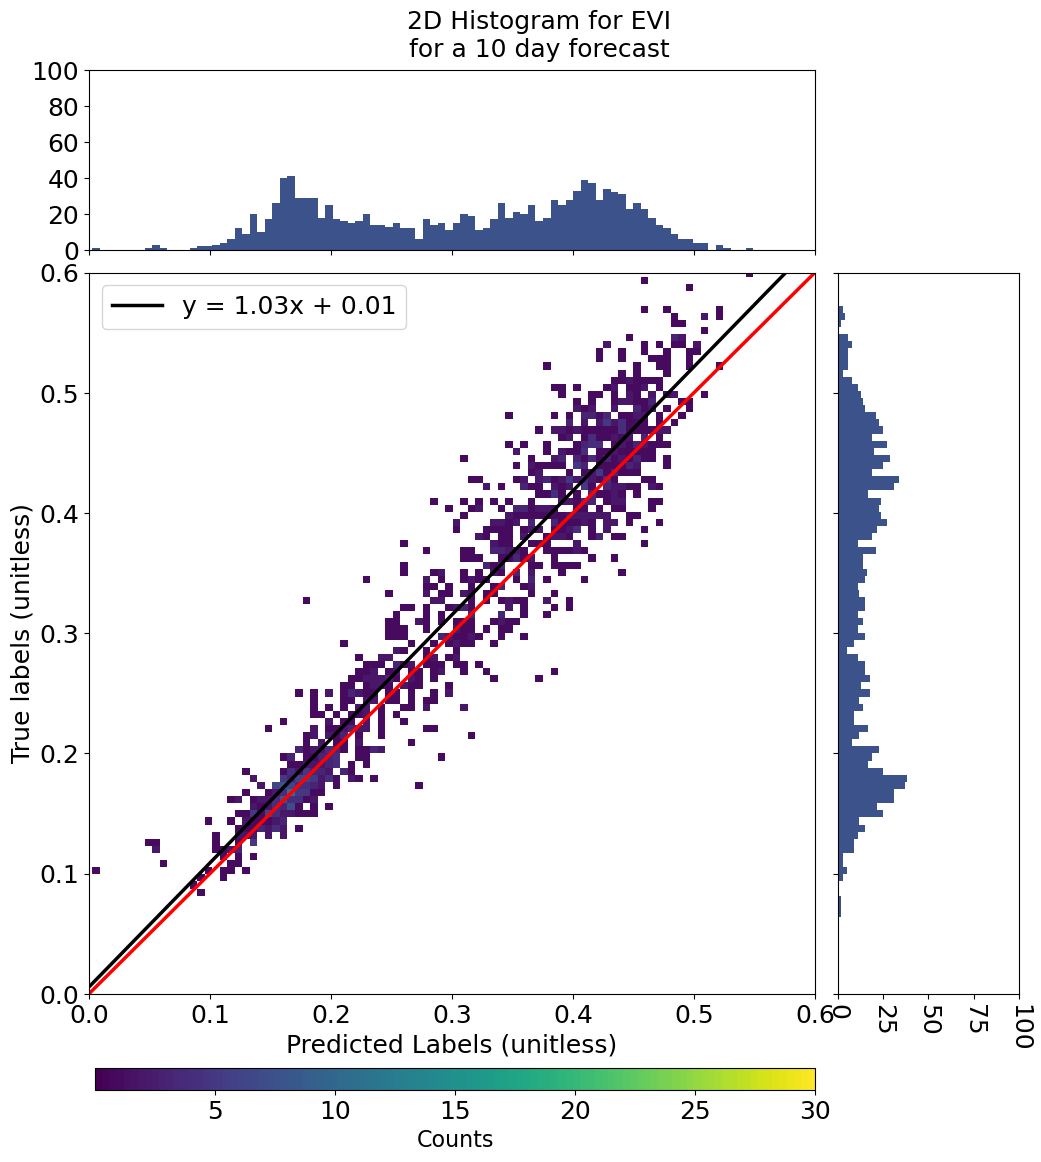 2D Histogram for EVI
for a 10 day forecast
100
80
60
40
20
0
0.6
0.5
0.4
0.3
0.2
0.1
0.0
True labels (unitless)
y = 1.03x + 0.01
0.0 0.1 0.2 0.3 0.4 0.5 0.6
Predicted Labels (unitless)
0 25 50 75 100
5 10 15 20 25 30
Counts